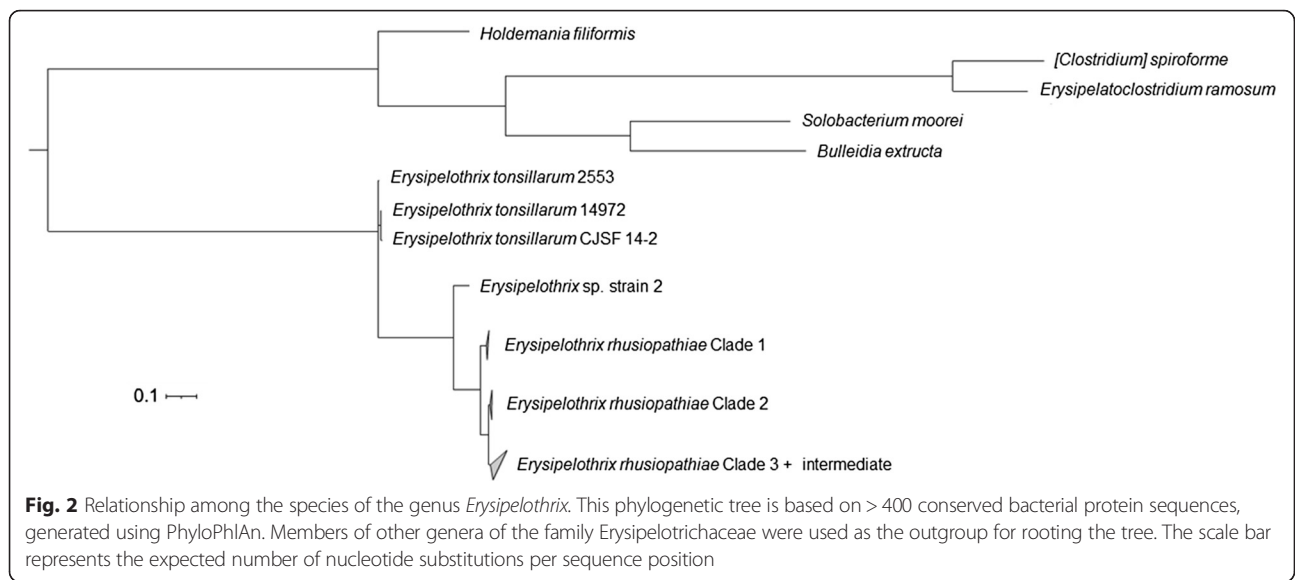 Holdemania filiformis
[Clostridium] spiroforme
Erysipelatoclostridium ramosum
Solobacterium moorei
Bulleidia extructa
Erysipelothrix tonsillarum 2553
Erysipelothrix tonsillarum 14972
Erysipelothrix tonsillarum CJSF 14-2
Erysipelothrix sp. strain 2
Erysipelothrix rhusiopathiae Clade 1
0.1
Erysipelothrix rhusiopathiae Clade 2
Erysipelothrix rhusiopathiae Clade 3 + intermediate
Fig. 2 Relationship among the species of the genus Erysipelothrix. This phylogenetic tree is based on > 400 conserved bacterial protein sequences,
generated using PhyloPhlAn. Members of other genera of the family Erysipelotrichaceae were used as the outgroup for rooting the tree. The scale bar
represents the expected number of nucleotide substitutions per sequence position